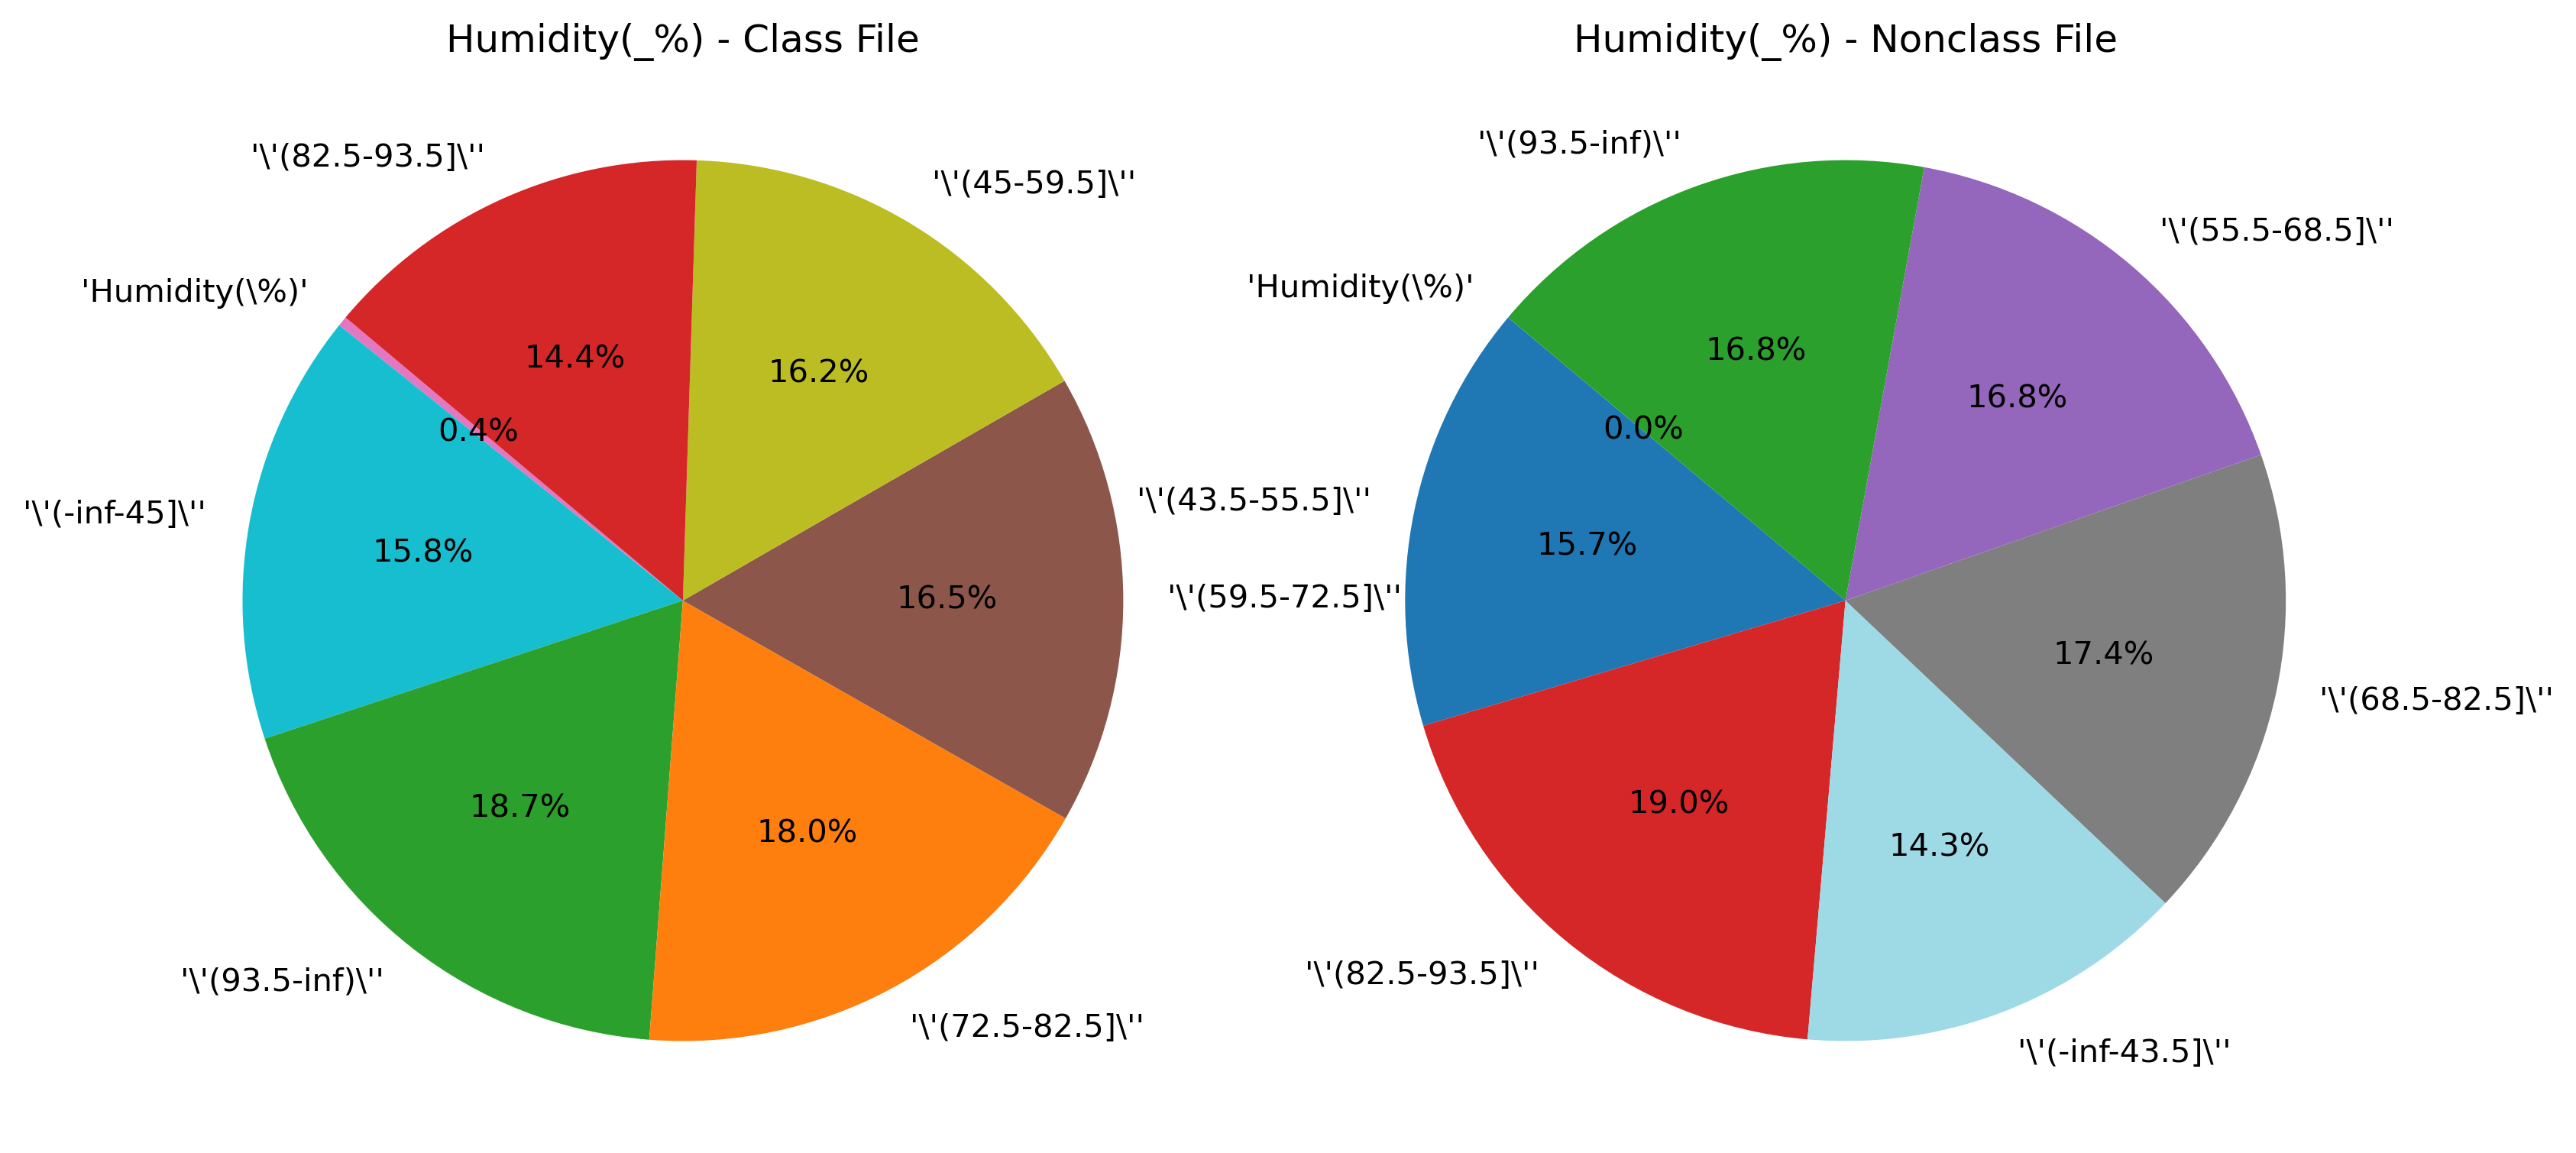 Humidity(_%) - Class File
'\'(82.5-93.5]\''
'\'(45-59.5]\''
'Humidity(\%)'
14.4%
16.2%
0.4%
'\'(-inf-45]\''
15.8%
16.5%
'\'(59.5-72.5]\''
18.7%
18.0%
'\'(93.5-inf)\''
'\'(72.5-82.5]\''
Humidity(_%) - Nonclass File
'\'(93.5-inf)\''
'\'(55.5-68.5]\''
'Humidity(\%)'
16.8%
16.8%
0.0%
'\'(43.5-55.5]\''
15.7%
17.4%
'\'(68.5-82.5]\''
19.0%
14.3%
'\'(82.5-93.5]\''
'\'(-inf-43.5]\''